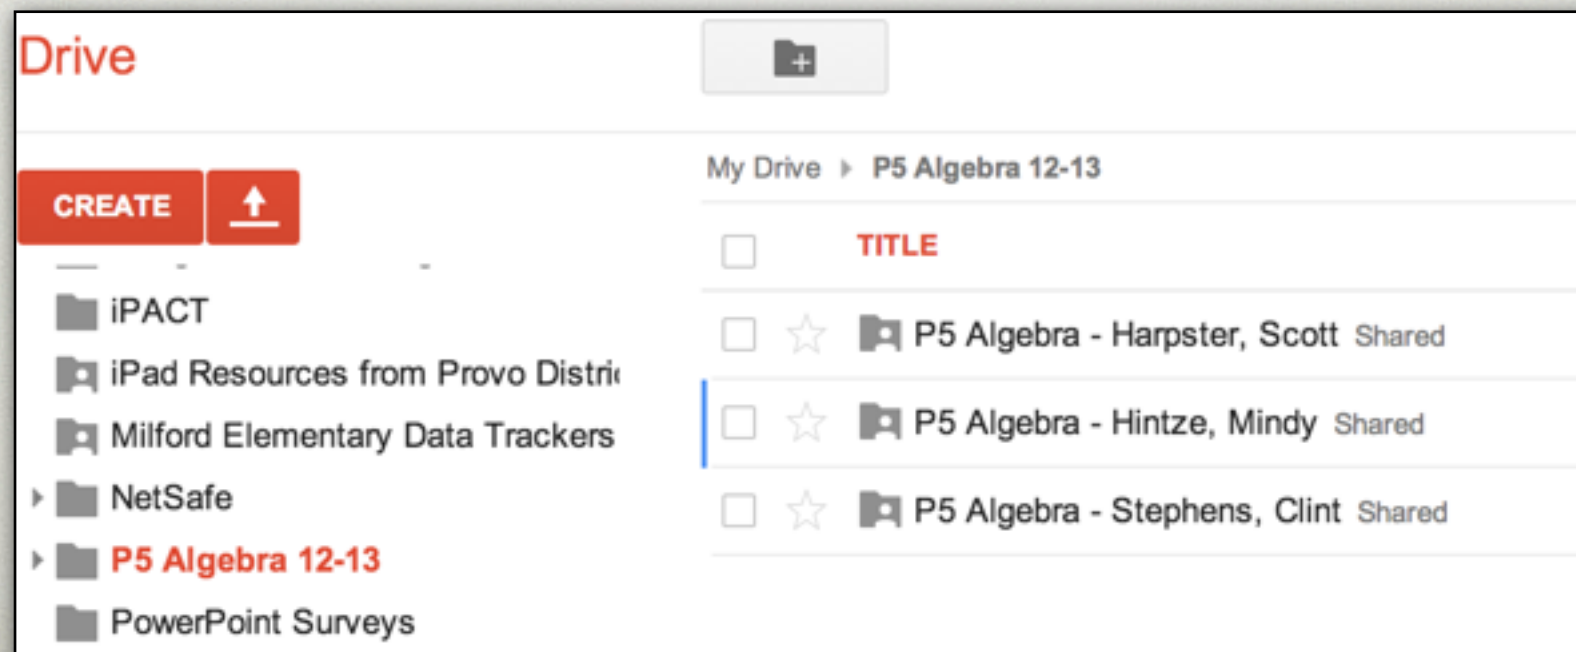 Drive
CREATE
iPACT
iPad Resources from Provo Distri
Milford Elementary Data Trackers
NetSafe
P5 Algebra 12-13
PowerPoint Surveys
My Drive P5 Algebra 12-13
TITLE
P5 Algebra - Harpster, Scott Shared
P5 Algebra - Hintze, Mindy Shared
P5 Algebra - Stephens, Clint Shared